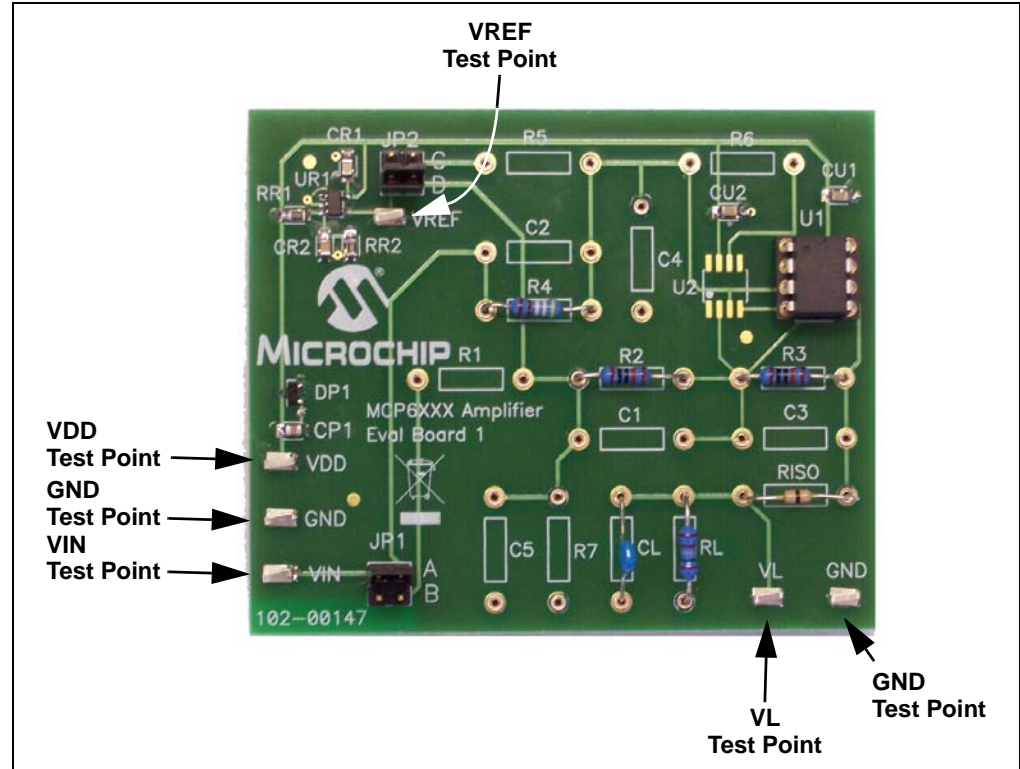 VREF
Test Point
CR1
JP2
R5
R6
C
D
UR1
RR1
VREF
CU2
CU1
U1
CR2
RR2
C2
C4
U2
R4
®
MICROCHIP
R1
R2
R3
DP1
MCP6XXX Amplifier
Eval Board 1
C1
C3
CP1
VDD
Test Point
VDD
RISO
GND
Test Point
GND
VIN
Test Point
VIN
JP1
A
B
C5
R7
CL
RL
VL
GND
102-00147
GND
Test Point
VL
Test Point